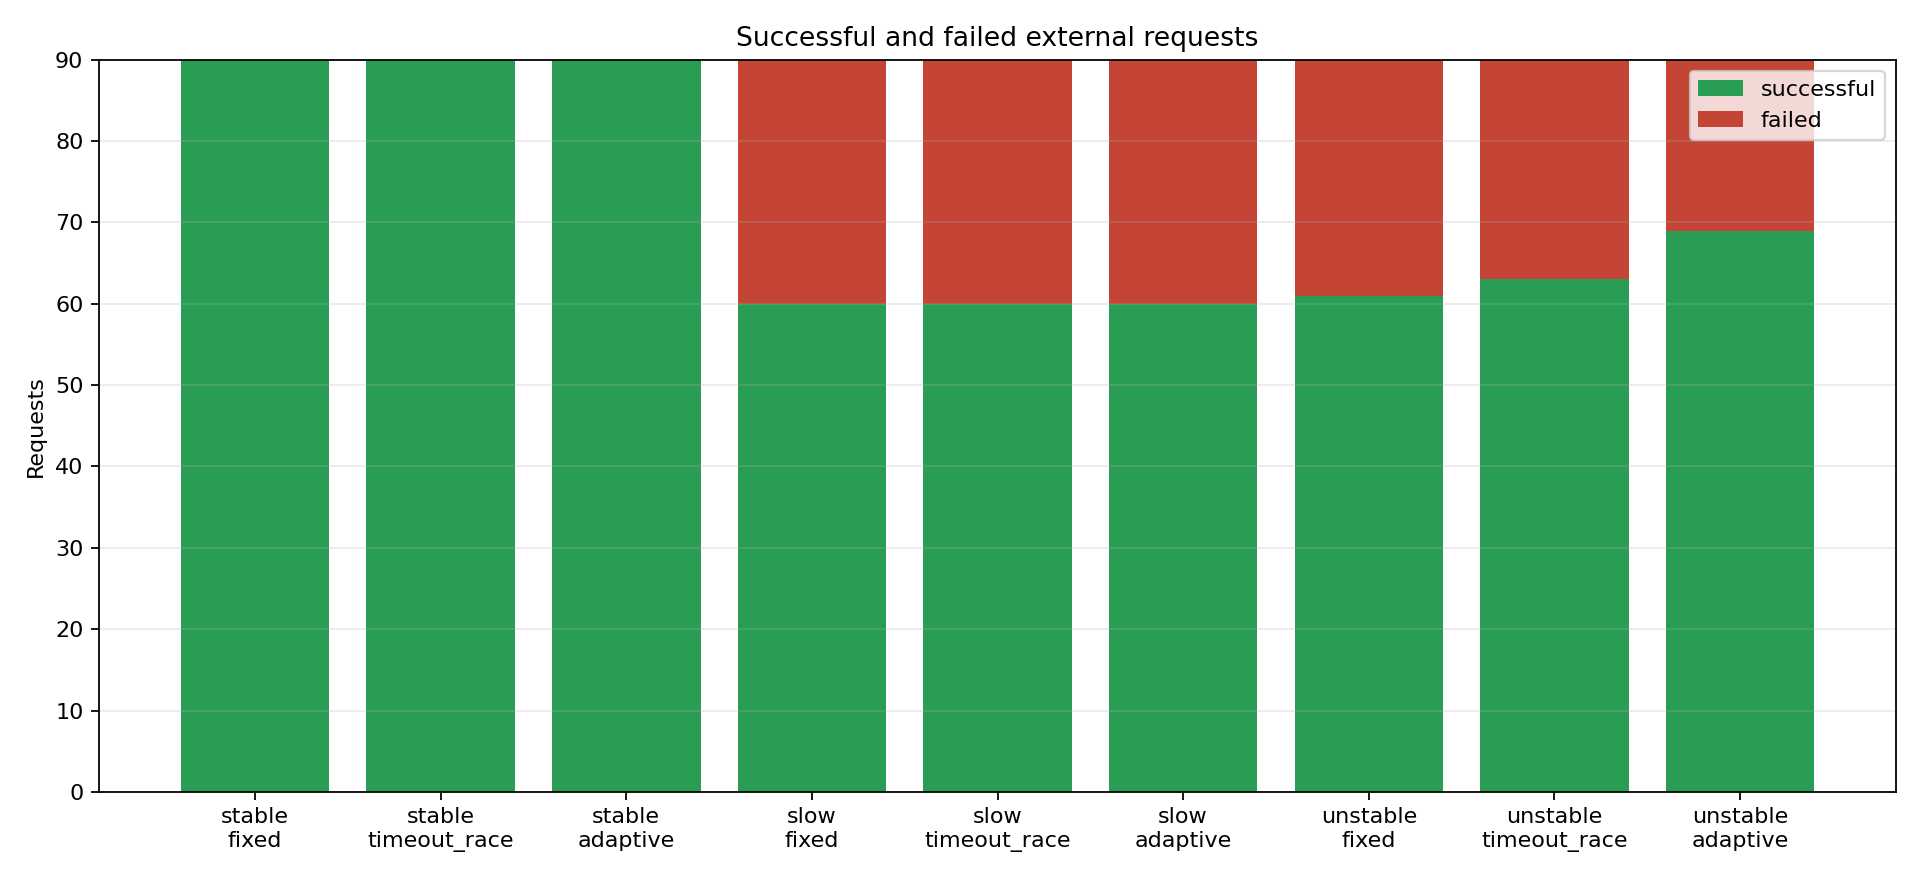 Successful and failed external requests
successful
failed
Requests
90
80
70
60
50
40
30
20
10
0
stable
fixed
stable
timeout_race
stable
adaptive
slow
fixed
slow
timeout_race
slow
adaptive
unstable
fixed
unstable
timeout_race
unstable
adaptive